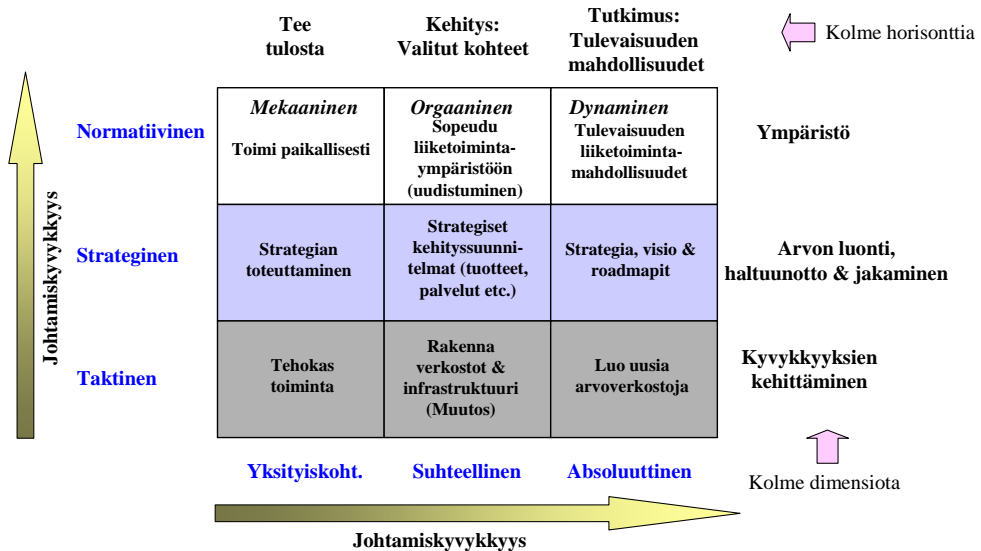 Tee
tulosta
Kehitys:
Valitut kohteet
Tutkimus:
Tulevaisuuden
mahdollisuudet
Kolme horisonttia
Johtamiskyvykkyys
Normatiivinen
Mekaaninen
Toimi paikallisesti
Orgaaninen
Sopeudu
liiketoiminta-
ympäristöön
(uudistuminen)
Dynaminen
Tulevaisuuden
liiketoiminta-
mahdollisuudet
Ympäristö
Strateginen
Strategian
toteuttaminen
Strategiset
kehityssuunni-
telmat (tuotteet,
palvelut etc.)
Strategia, visio &
roadmapit
Arvon luonti,
haltuunotto & jakaminen
Taktinen
Tehokas
toiminta
Rakenna
verkostot &
infrastruktuuri
(Muutos)
Luo uusia
arvoverkostoja
Kyvykkyyksien
kehittäminen
Yksityiskoht.
Suhteellinen
Absoluuttinen
Kolme dimensiota
Johtamiskyvykkyys